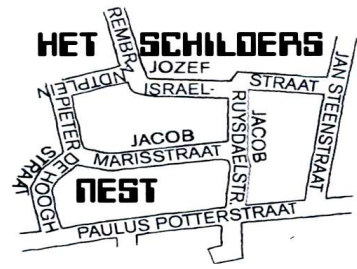 HET SCHILDERS
NEST
REMBRANDTPLEIN
JOZEF
ISRAEL-
STRAAT
JAN STEENSTRAAT
PIETER
DE HOOGH
STRAAT
JACOB
MARISSTRAAT
JACOB
RUYSDAELSTR.
PAULUS POTTERSTRAAT